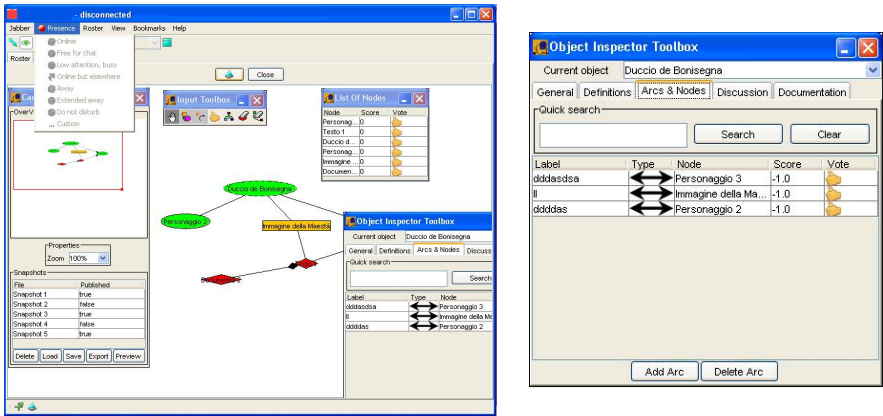 - disconnected
Jabber Presence Roster View Bookmarks Help
Online
Free for chat
Low attention, busy
Online but elsewhere
Away
Extended away
Do not disturb
... Custom
Roster
Close
Input Toolbox
List Of Nodes
Node Score Vote
Personag... 0
Testo 1 0
Duccio d... 0
Personag... 0
Immagine ... 0
Documen... 0
OverV
Duccio de Bonisegna
Personaggio 2
Immagine della Maestà
Properties
Zoom 100%
Snapshots
File Published
Snapshot 1 true
Snapshot 2 false
Snapshot 3 true
Snapshot 4 false
Snapshot 5 true
Delete Load Save Export Preview
Object Inspector Toolbox
Current object Duccio de Bonisegna
General Definitions Arcs & Nodes Discuss
Quick search
Search
Label Type Node
dddasdsa Personaggio 3
ll Immagine della Ma
ddddas Personaggio 2
Object Inspector Toolbox
Current object Duccio de Bonisegna
General Definitions Arcs & Nodes Discussion Documentation
Quick search
Search Clear
Label Type Node Score Vote
dddasdsa Personaggio 3 -1.0
ll Immagine della Ma... -1.0
ddddas Personaggio 2 -1.0
Add Arc Delete Arc